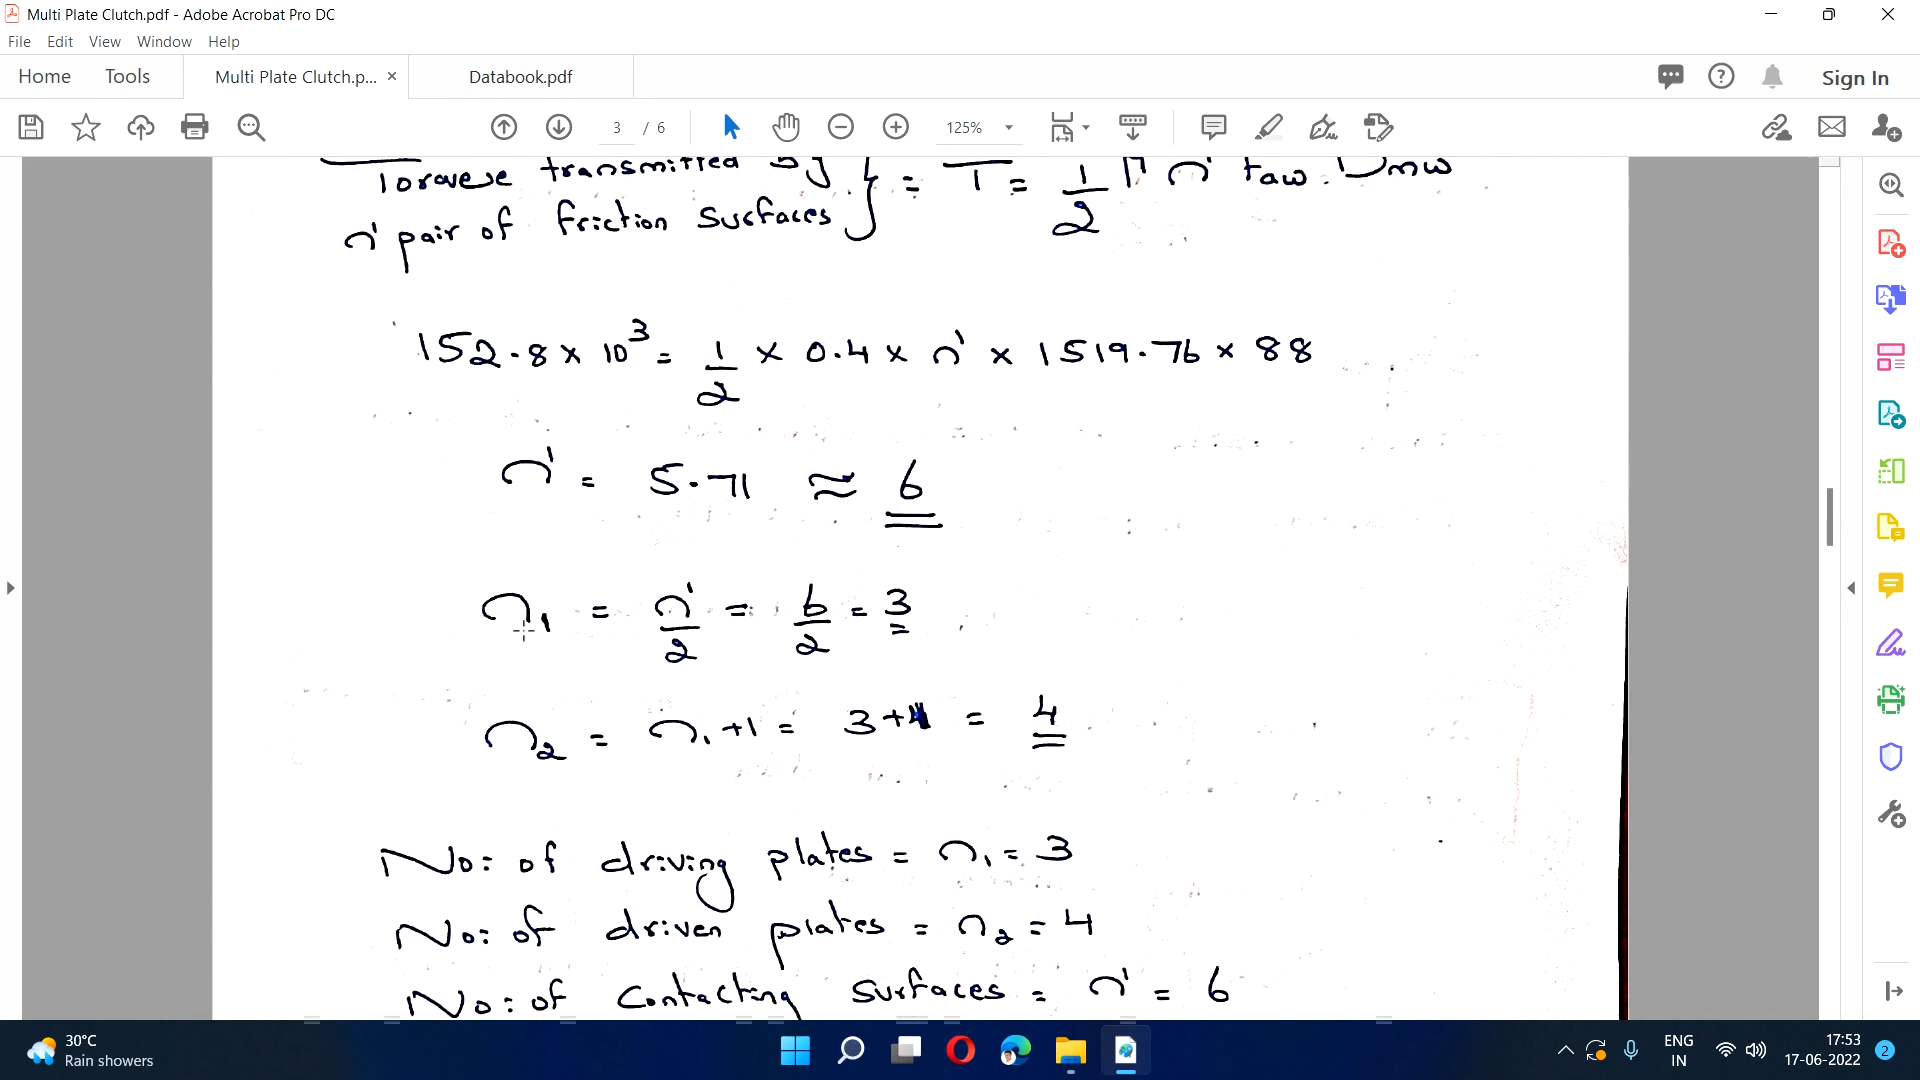 Multi Plate Clutch.pdf - Adobe Acrobat Pro DC
File Edit View Window Help
Home Tools Multi Plate Clutch.p... × Databook.pdf
Sign In
3 / 6 125%
Torque transmitted By } = T = 1/2 n' Faw . Dmw
n' pair of friction surfaces
152.8 x 10³ = 1/2 x 0.4 x n' x 1519.76 x 88
n' = 5.71 ≈ 6
n₁ = n'/2 = 6/2 = 3
n₂ = n₁+1 = 3+1 = 4
No: of driving plates = n₁ = 3
No: of driven plates = n₂ = 4
No: of Contacting surfaces = n' = 6
30°C
Rain showers
ENG
IN
17:53
17-06-2022
2